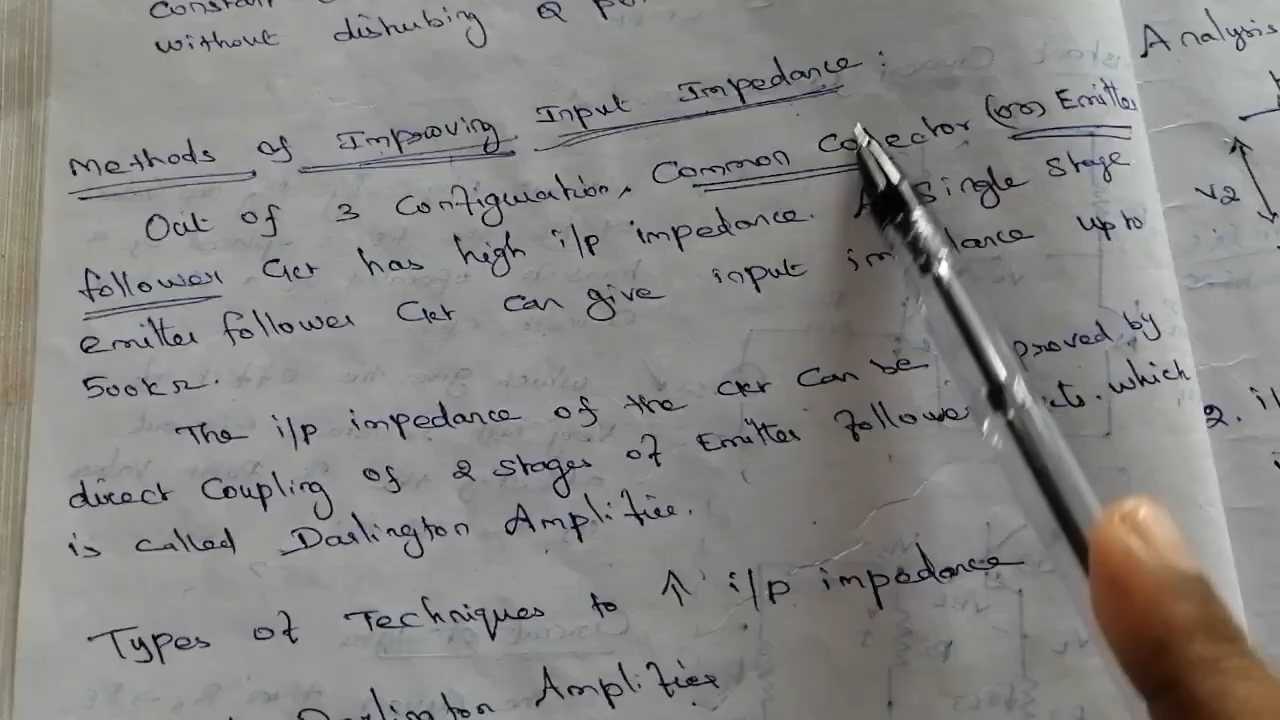 without disturbing Q
Methods of Improving Input Impedance:
Out of 3 configuration, Common Collector (or) Emitter
follower Ckt has high i/p impedance. A single stage
emitter follower Ckt can give input impedance upto
500kΩ.
The i/p impedance of the ckt can be improved by
direct coupling of 2 stages of Emitter follower ckts. which
is called Darlington Amplifier.
Types of Techniques to ↑ i/p impedance
Darlington Amplifier
Analysis
V2
2. i/